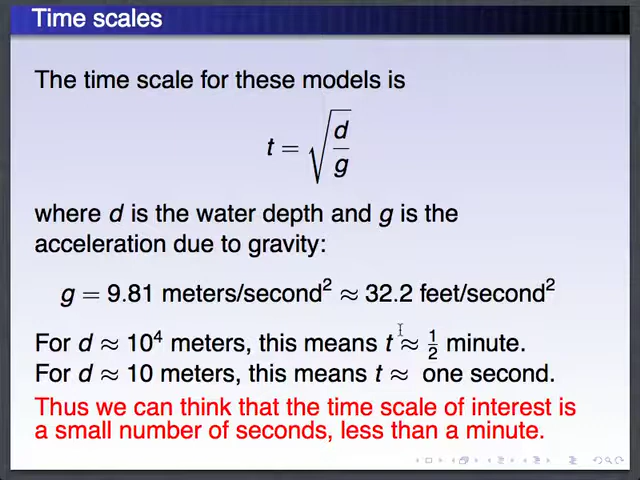 Time scales
The time scale for these models is
t = √(d/g)
where d is the water depth and g is the
acceleration due to gravity:
g = 9.81 meters/second² ≈ 32.2 feet/second²
For d ≈ 10⁴ meters, this means t ≈ ½ minute.
For d ≈ 10 meters, this means t ≈ one second.
Thus we can think that the time scale of interest is
a small number of seconds, less than a minute.